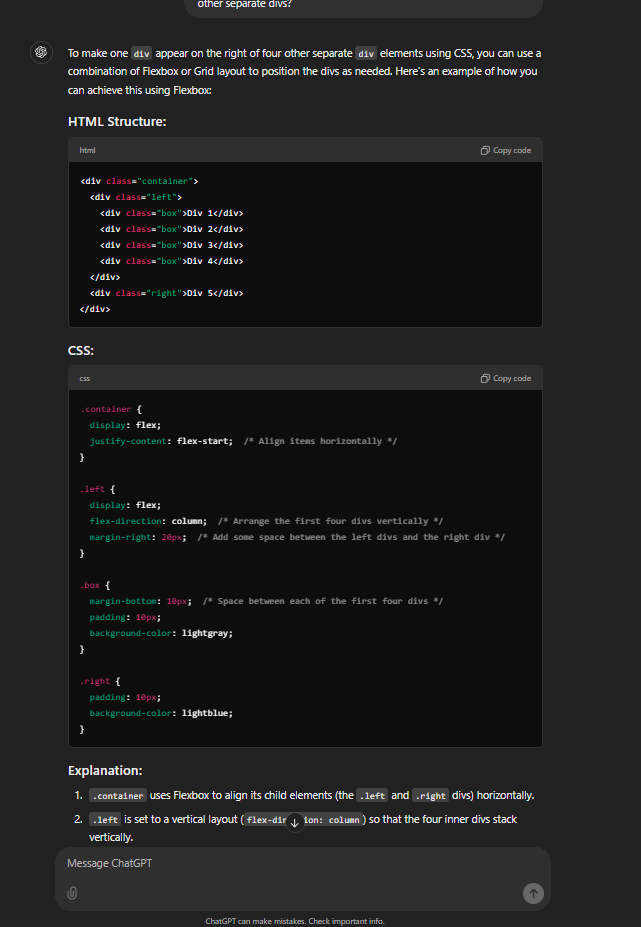 other separate divs?
To make one div appear on the right of four other separate div elements using CSS, you can use a
combination of Flexbox or Grid layout to position the divs as needed. Here's an example of how you
can achieve this using Flexbox:
HTML Structure:
html Copy code
<div class="container">
  <div class="left">
    <div class="box">Div 1</div>
    <div class="box">Div 2</div>
    <div class="box">Div 3</div>
    <div class="box">Div 4</div>
  </div>
  <div class="right">Div 5</div>
</div>
CSS:
css Copy code
.container {
  display: flex;
  justify-content: flex-start;  /* Align items horizontally */
}
.left {
  display: flex;
  flex-direction: column;  /* Arrange the first four divs vertically */
  margin-right: 20px;  /* Add some space between the left divs and the right div */
}
.box {
  margin-bottom: 10px;  /* Space between each of the first four divs */
  padding: 10px;
  background-color: lightgray;
}
.right {
  padding: 10px;
  background-color: lightblue;
}
Explanation:
1. .container uses Flexbox to align its child elements (the .left and .right divs) horizontally.
2. .left is set to a vertical layout (flex-dir ion: column) so that the four inner divs stack
vertically.
Message ChatGPT
ChatGPT can make mistakes. Check important info.